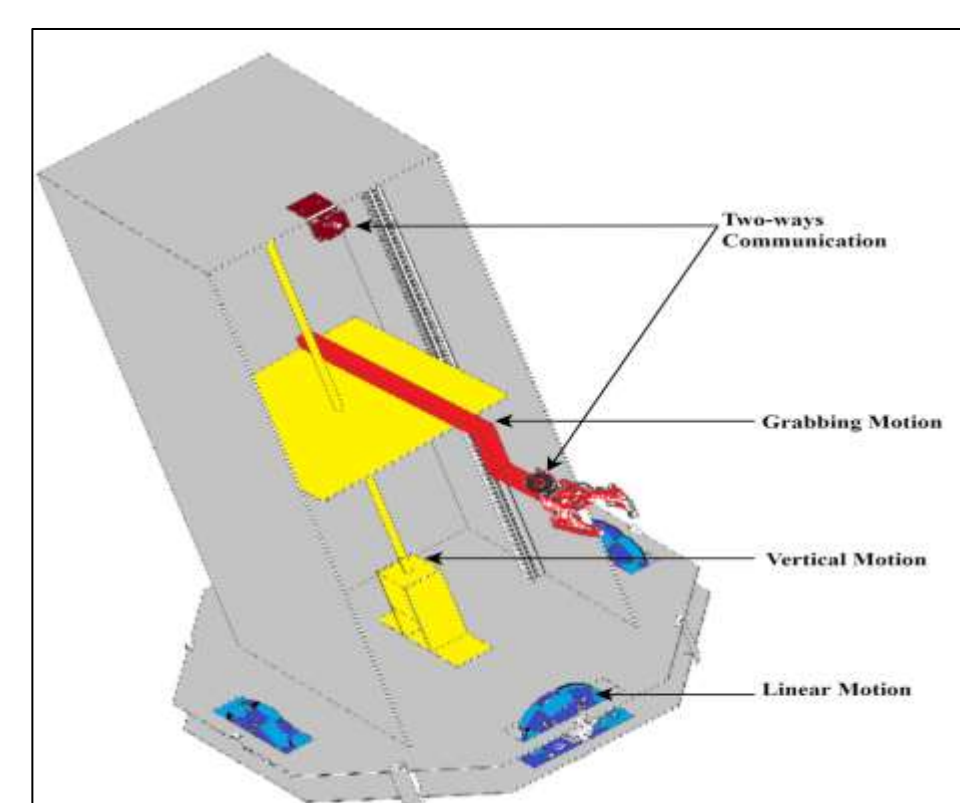 Two-ways
Communication
Grabbing Motion
Vertical Motion
Linear Motion